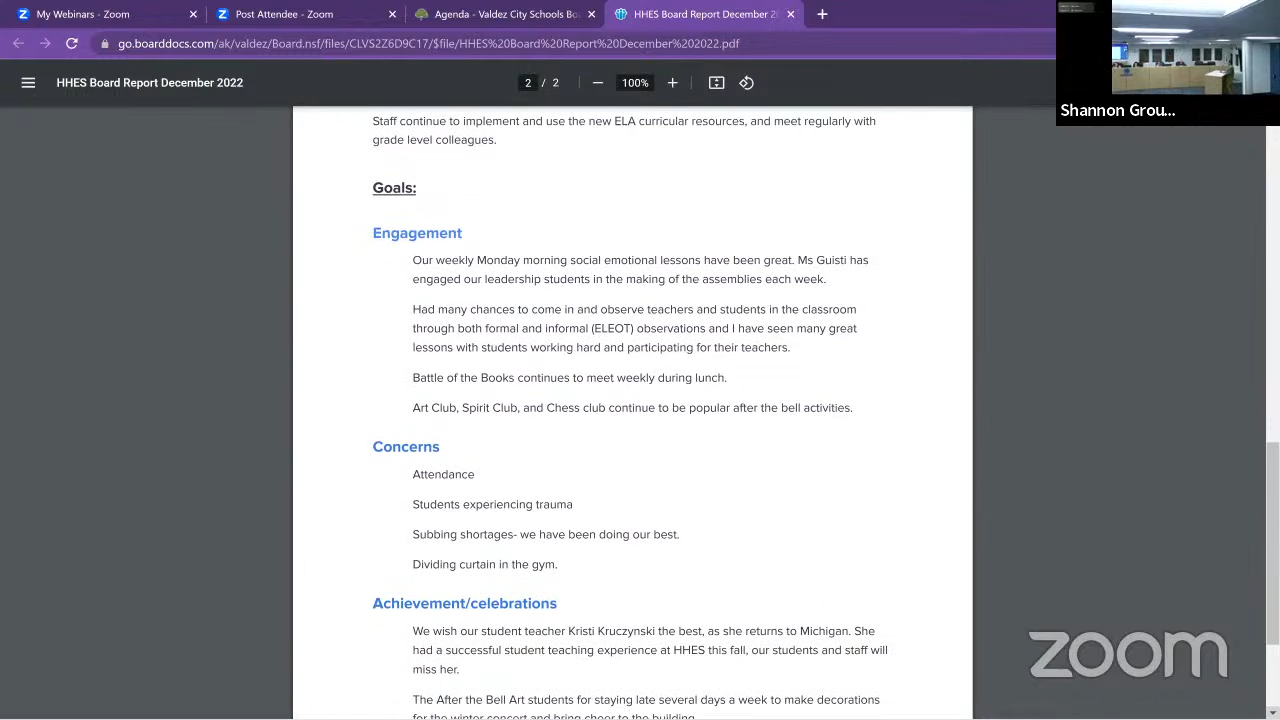 My Webinars - Zoom
Post Attendee - Zoom
Agenda - Valdez City Schools Bo
HHES Board Report December 2
go.boarddocs.com/ak/valdez/Board.nsf/files/CLVS2Z6D9C17/$file/HFIES%20Board%20Report%20December%202022.pdf
HHES Board Report December 2022
2 / 2
100%
Shannon Grou...
Staff continue to implement and use the new ELA curricular resources, and meet regularly with
grade level colleagues.
Goals:
Engagement
Our weekly Monday morning social emotional lessons have been great. Ms Guisti has
engaged our leadership students in the making of the assemblies each week.
Had many chances to come in and observe teachers and students in the classroom
through both formal and informal (ELEOT) observations and I have seen many great
lessons with students working hard and participating for their teachers.
Battle of the Books continues to meet weekly during lunch.
Art Club, Spirit Club, and Chess club continue to be popular after the bell activities.
Concerns
Attendance
Students experiencing trauma
Subbing shortages- we have been doing our best.
Dividing curtain in the gym.
Achievement/celebrations
We wish our student teacher Kristi Kruczynski the best, as she returns to Michigan. She
had a successful student teaching experience at HHES this fall, our students and staff will
miss her.
The After the Bell Art students for staying late several days a week to make decorations
for the winter concert and bring cheer to the building.
zoom